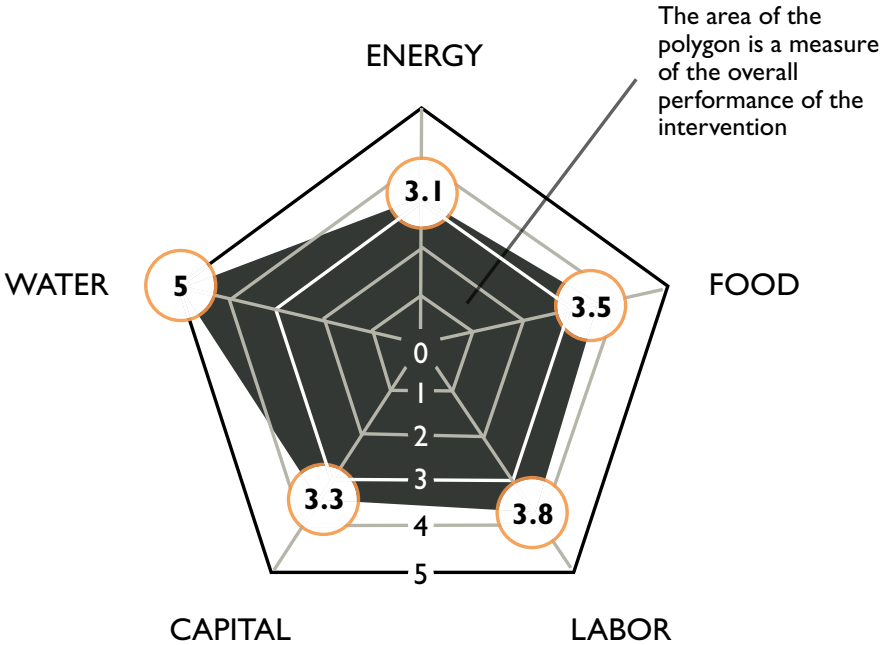 The area of the
polygon is a measure
of the overall
performance of the
intervention
ENERGY
3.1
WATER
5
3.5
FOOD
0
1
2
3
3.3
3.8
4
5
CAPITAL
LABOR